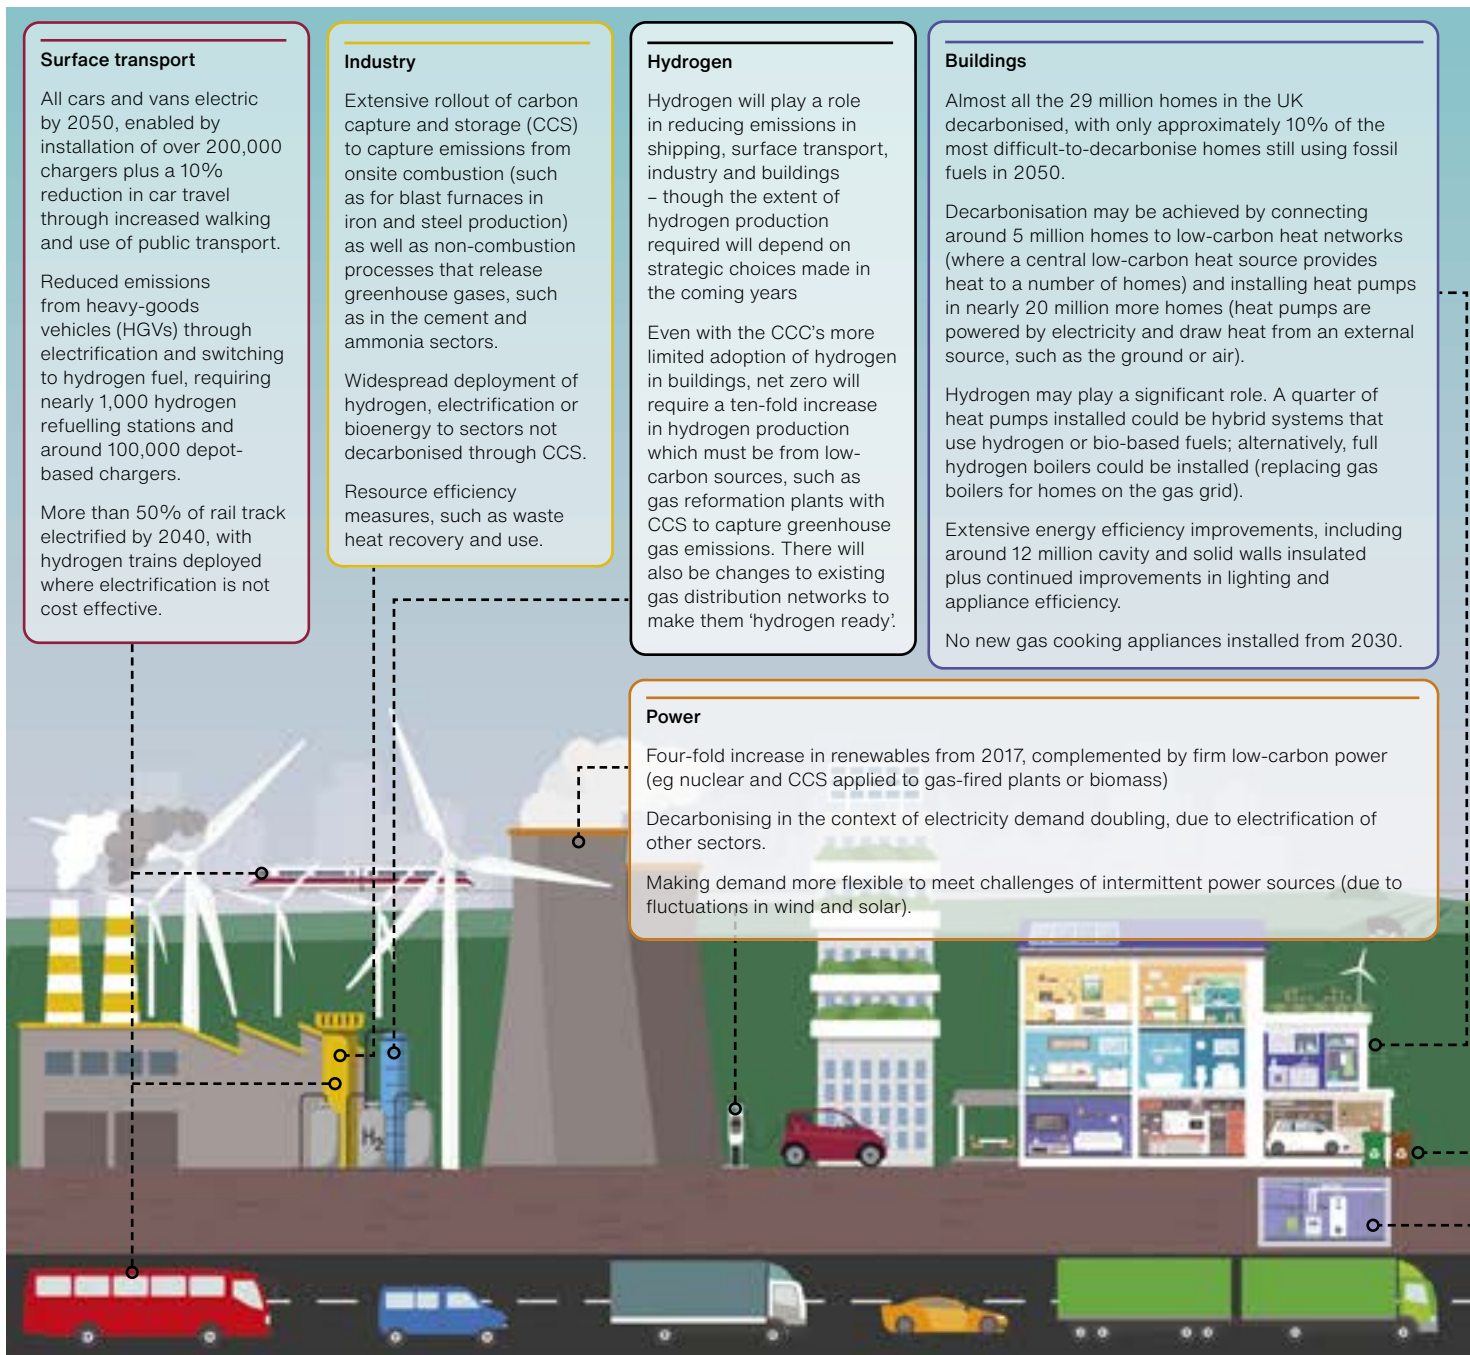 Surface transport
All cars and vans electric
by 2050, enabled by
installation of over 200,000
chargers plus a 10%
reduction in car travel
through increased walking
and use of public transport.
Reduced emissions
from heavy-goods
vehicles (HGVs) through
electrification and switching
to hydrogen fuel, requiring
nearly 1,000 hydrogen
refuelling stations and
around 100,000 depot-
based chargers.
More than 50% of rail track
electrified by 2040, with
hydrogen trains deployed
where electrification is not
cost effective.
Industry
Extensive rollout of carbon
capture and storage (CCS)
to capture emissions from
onsite combustion (such
as for blast furnaces in
iron and steel production)
as well as non-combustion
processes that release
greenhouse gases, such
as in the cement and
ammonia sectors.
Widespread deployment of
hydrogen, electrification or
bioenergy to sectors not
decarbonised through CCS.
Resource efficiency
measures, such as waste
heat recovery and use.
Hydrogen
Hydrogen will play a role
in reducing emissions in
shipping, surface transport,
industry and buildings
– though the extent of
hydrogen production
required will depend on
strategic choices made in
the coming years
Even with the CCC's more
limited adoption of hydrogen
in buildings, net zero will
require a ten-fold increase
in hydrogen production
which must be from low-
carbon sources, such as
gas reformation plants with
CCS to capture greenhouse
gas emissions. There will
also be changes to existing
gas distribution networks to
make them 'hydrogen ready'.
Buildings
Almost all the 29 million homes in the UK
decarbonised, with only approximately 10% of the
most difficult-to-decarbonise homes still using fossil
fuels in 2050.
Decarbonisation may be achieved by connecting
around 5 million homes to low-carbon heat networks
(where a central low-carbon heat source provides
heat to a number of homes) and installing heat pumps
in nearly 20 million more homes (heat pumps are
powered by electricity and draw heat from an external
source, such as the ground or air).
Hydrogen may play a significant role. A quarter of
heat pumps installed could be hybrid systems that
use hydrogen or bio-based fuels; alternatively, full
hydrogen boilers could be installed (replacing gas
boilers for homes on the gas grid).
Extensive energy efficiency improvements, including
around 12 million cavity and solid walls insulated
plus continued improvements in lighting and
appliance efficiency.
No new gas cooking appliances installed from 2030.
Power
Four-fold increase in renewables from 2017, complemented by firm low-carbon power
(eg nuclear and CCS applied to gas-fired plants or biomass)
Decarbonising in the context of electricity demand doubling, due to electrification of
other sectors.
Making demand more flexible to meet challenges of intermittent power sources (due to
fluctuations in wind and solar).
H2